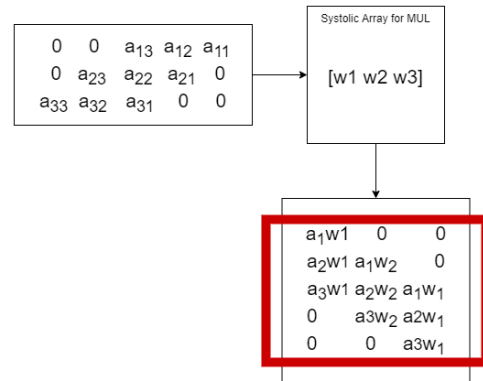 Systolic Array for MUL
0 0 a13 a12 a11
0 a23 a22 a21 0
a33 a32 a31 0 0
[w1 w2 w3]
a1w1 0 0
a2w1 a1w2 0
a3w1 a2w2 a1w1
0 a3w2 a2w1
0 0 a3w1